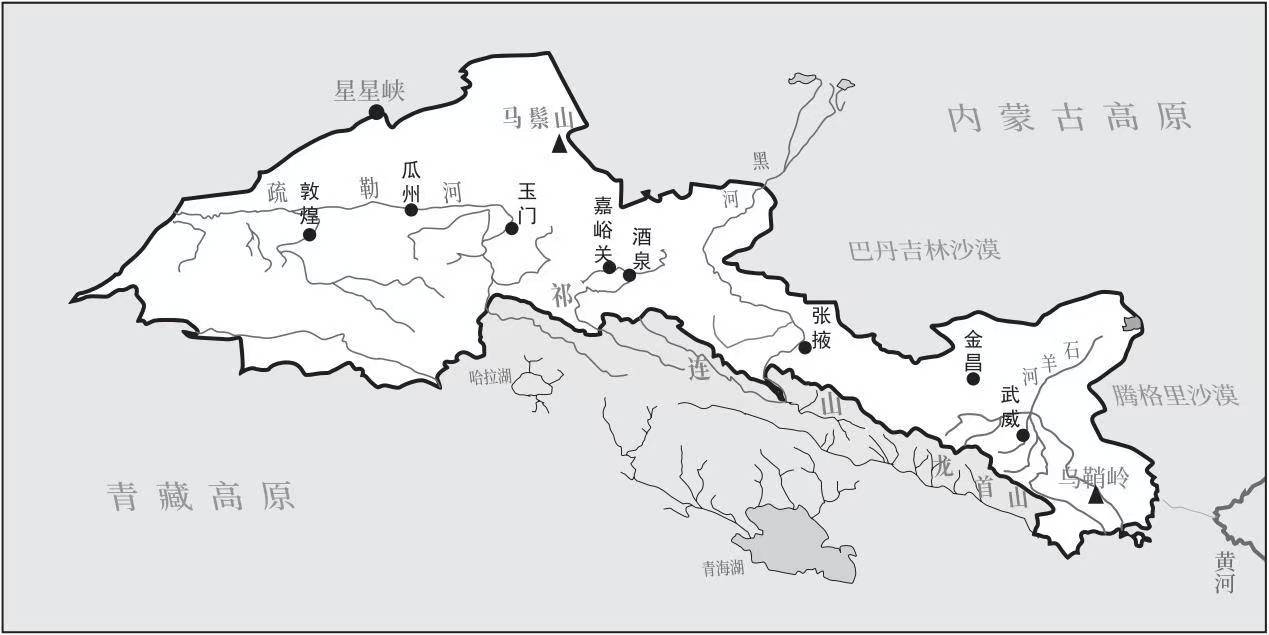 星星峡
马鬃山
内蒙古高原
疏勒河
敦煌
瓜州
玉门
嘉峪关
酒泉
黑河
巴丹吉林沙漠
祁连山
张掖
金昌
石羊河
武威
腾格里沙漠
哈拉湖
龙首山
乌鞘岭
青藏高原
青海湖
黄河